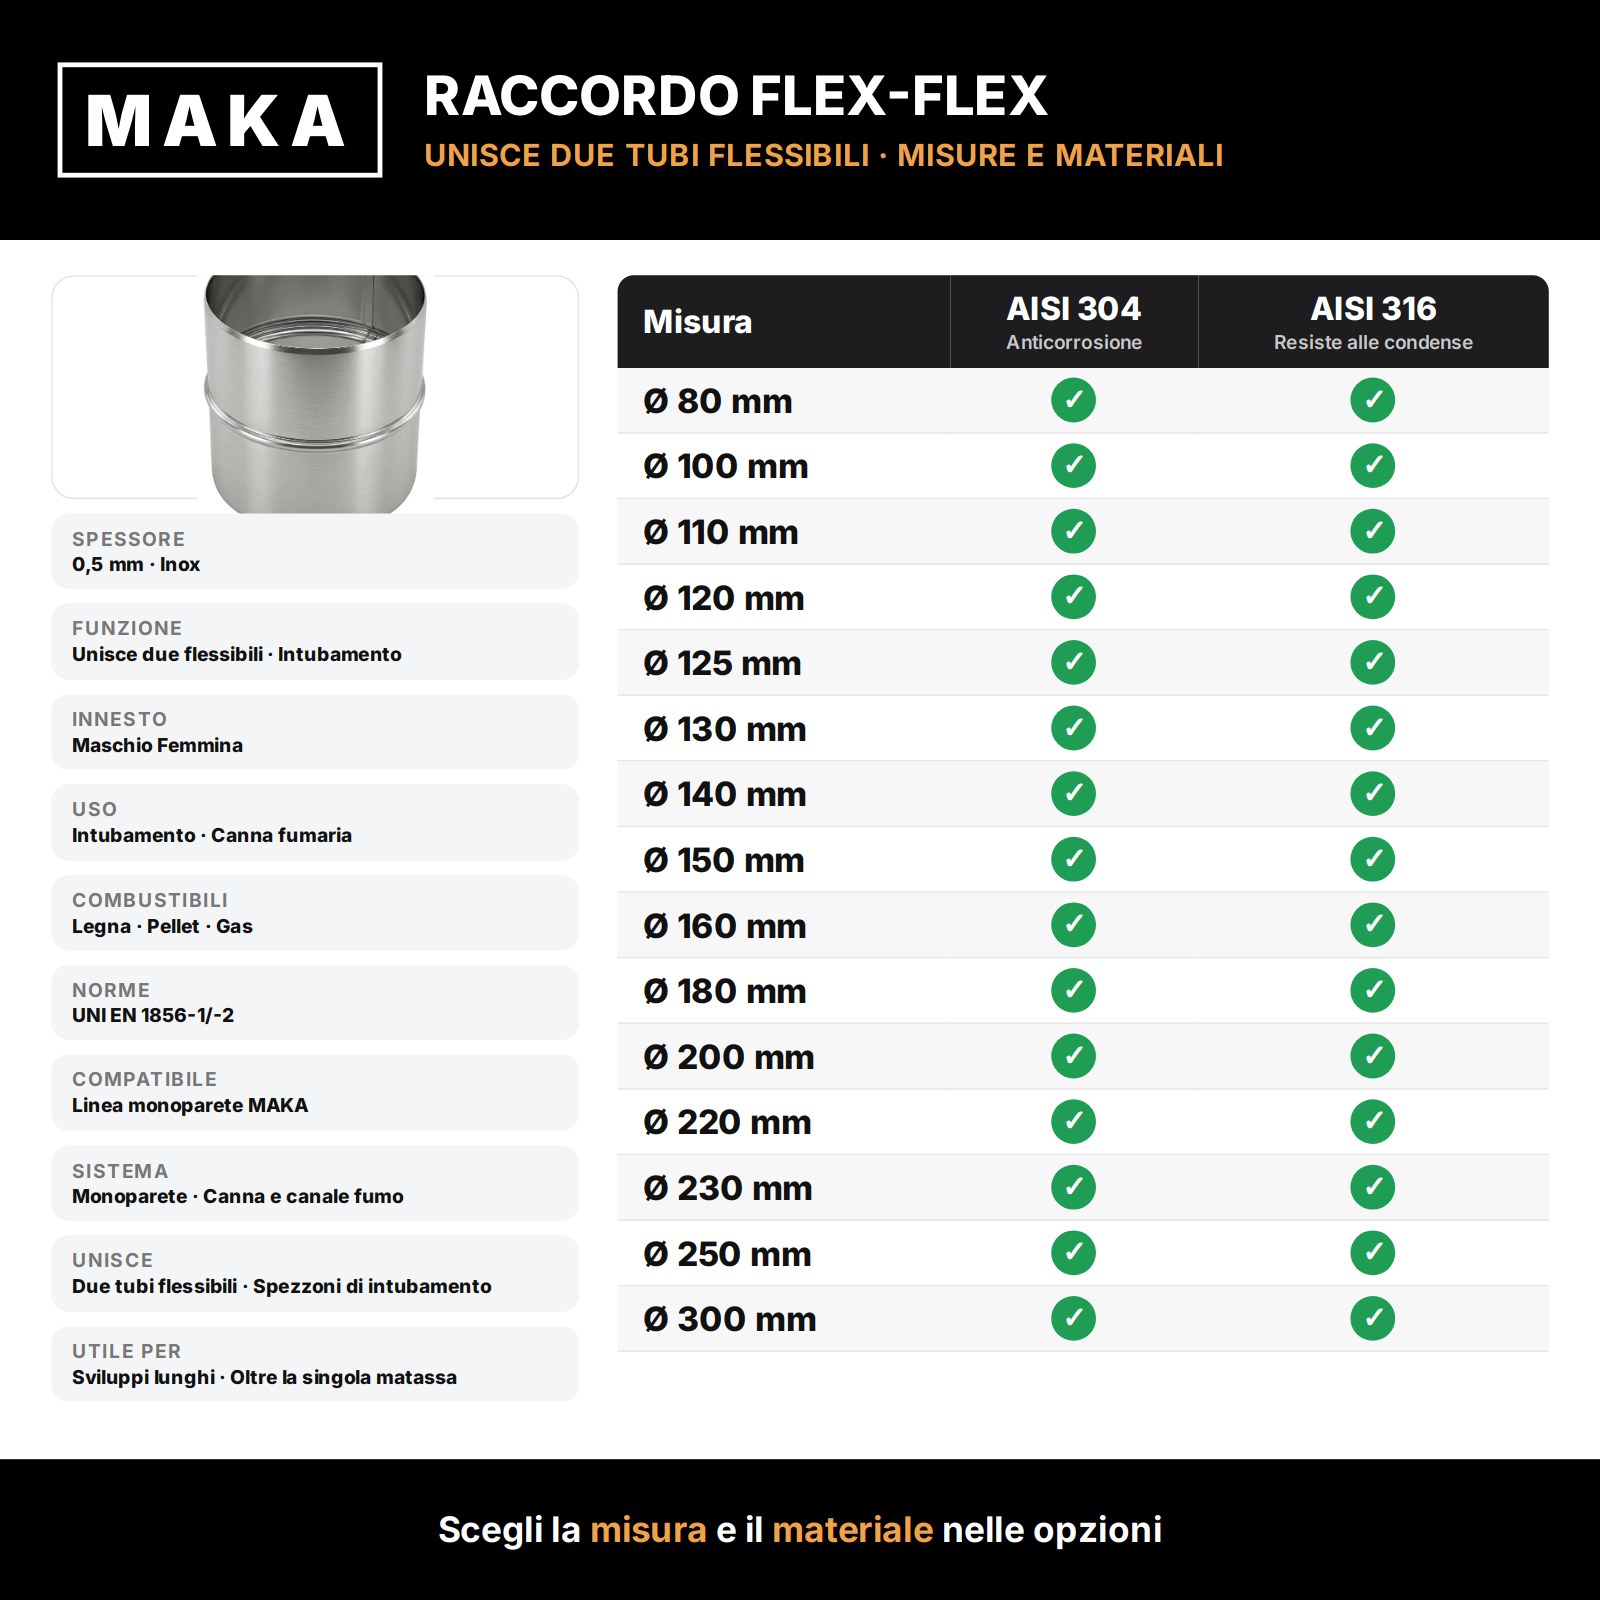 MAKA
RACCORDO FLEX-FLEX
UNISCE DUE TUBI FLESSIBILI · MISURE E MATERIALI
SPESSORE
0,5 mm · Inox
FUNZIONE
Unisce due flessibili · Intubamento
INNESTO
Maschio Femmina
USO
Intubamento · Canna fumaria
COMBUSTIBILI
Legna · Pellet · Gas
NORME
UNI EN 1856-1/-2
COMPATIBILE
Linea monoparete MAKA
SISTEMA
Monoparete · Canna e canale fumo
UNISCE
Due tubi flessibili · Spezzoni di intubamento
UTILE PER
Sviluppi lunghi · Oltre la singola matassa
Misura AISI 304 AISI 316
Anticorrosione Resiste alle condense
Ø 80 mm ✓ ✓
Ø 100 mm ✓ ✓
Ø 110 mm ✓ ✓
Ø 120 mm ✓ ✓
Ø 125 mm ✓ ✓
Ø 130 mm ✓ ✓
Ø 140 mm ✓ ✓
Ø 150 mm ✓ ✓
Ø 160 mm ✓ ✓
Ø 180 mm ✓ ✓
Ø 200 mm ✓ ✓
Ø 220 mm ✓ ✓
Ø 230 mm ✓ ✓
Ø 250 mm ✓ ✓
Ø 300 mm ✓ ✓
Scegli la misura e il materiale nelle opzioni